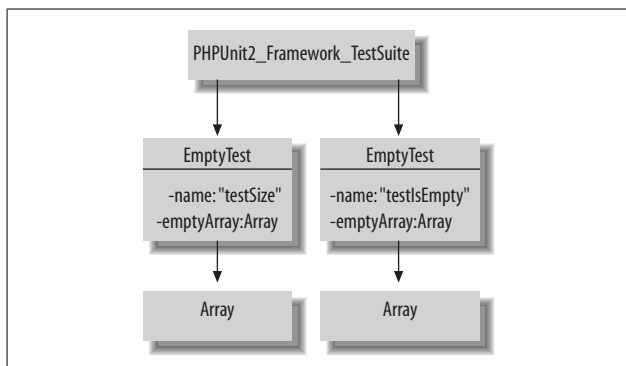 PHPUnit2_Framework_TestSuite
EmptyTest
-name: "testSize"
-emptyArray:Array
EmptyTest
-name: "testIsEmpty"
-emptyArray:Array
Array
Array